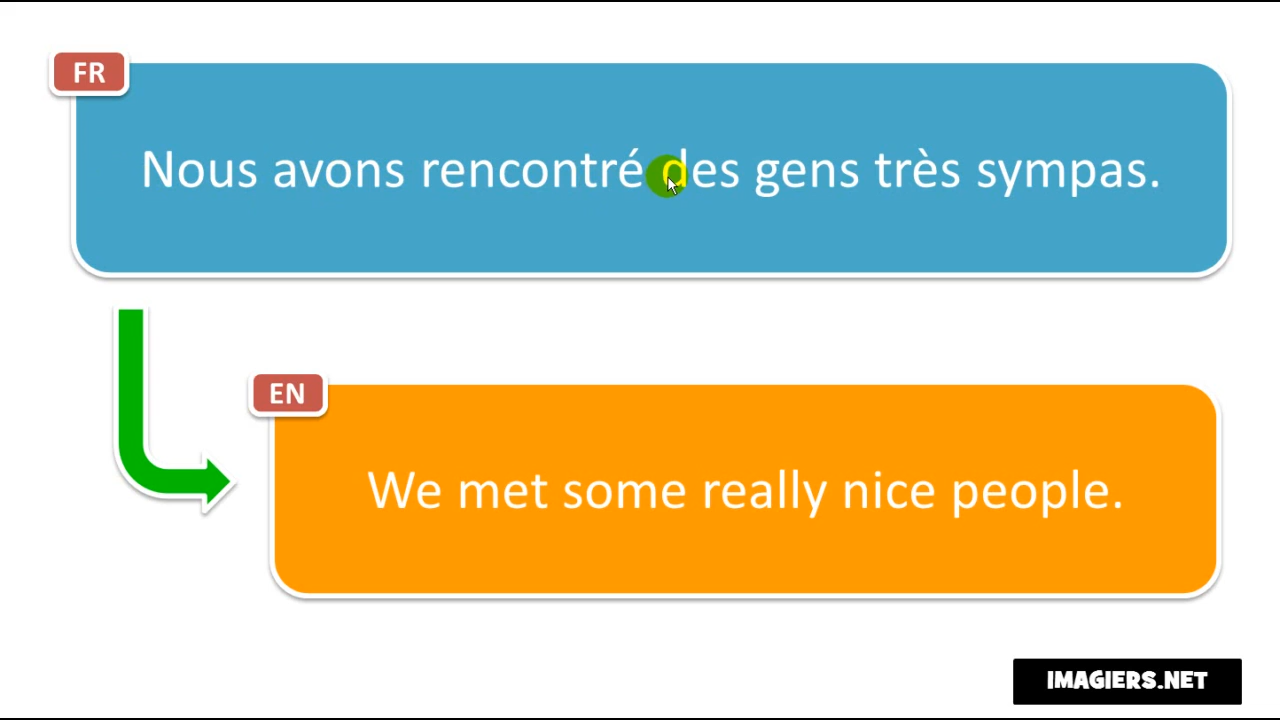 FR
Nous avons rencontré des gens très sympas.
EN
We met some really nice people.
IMAGIERS.NET